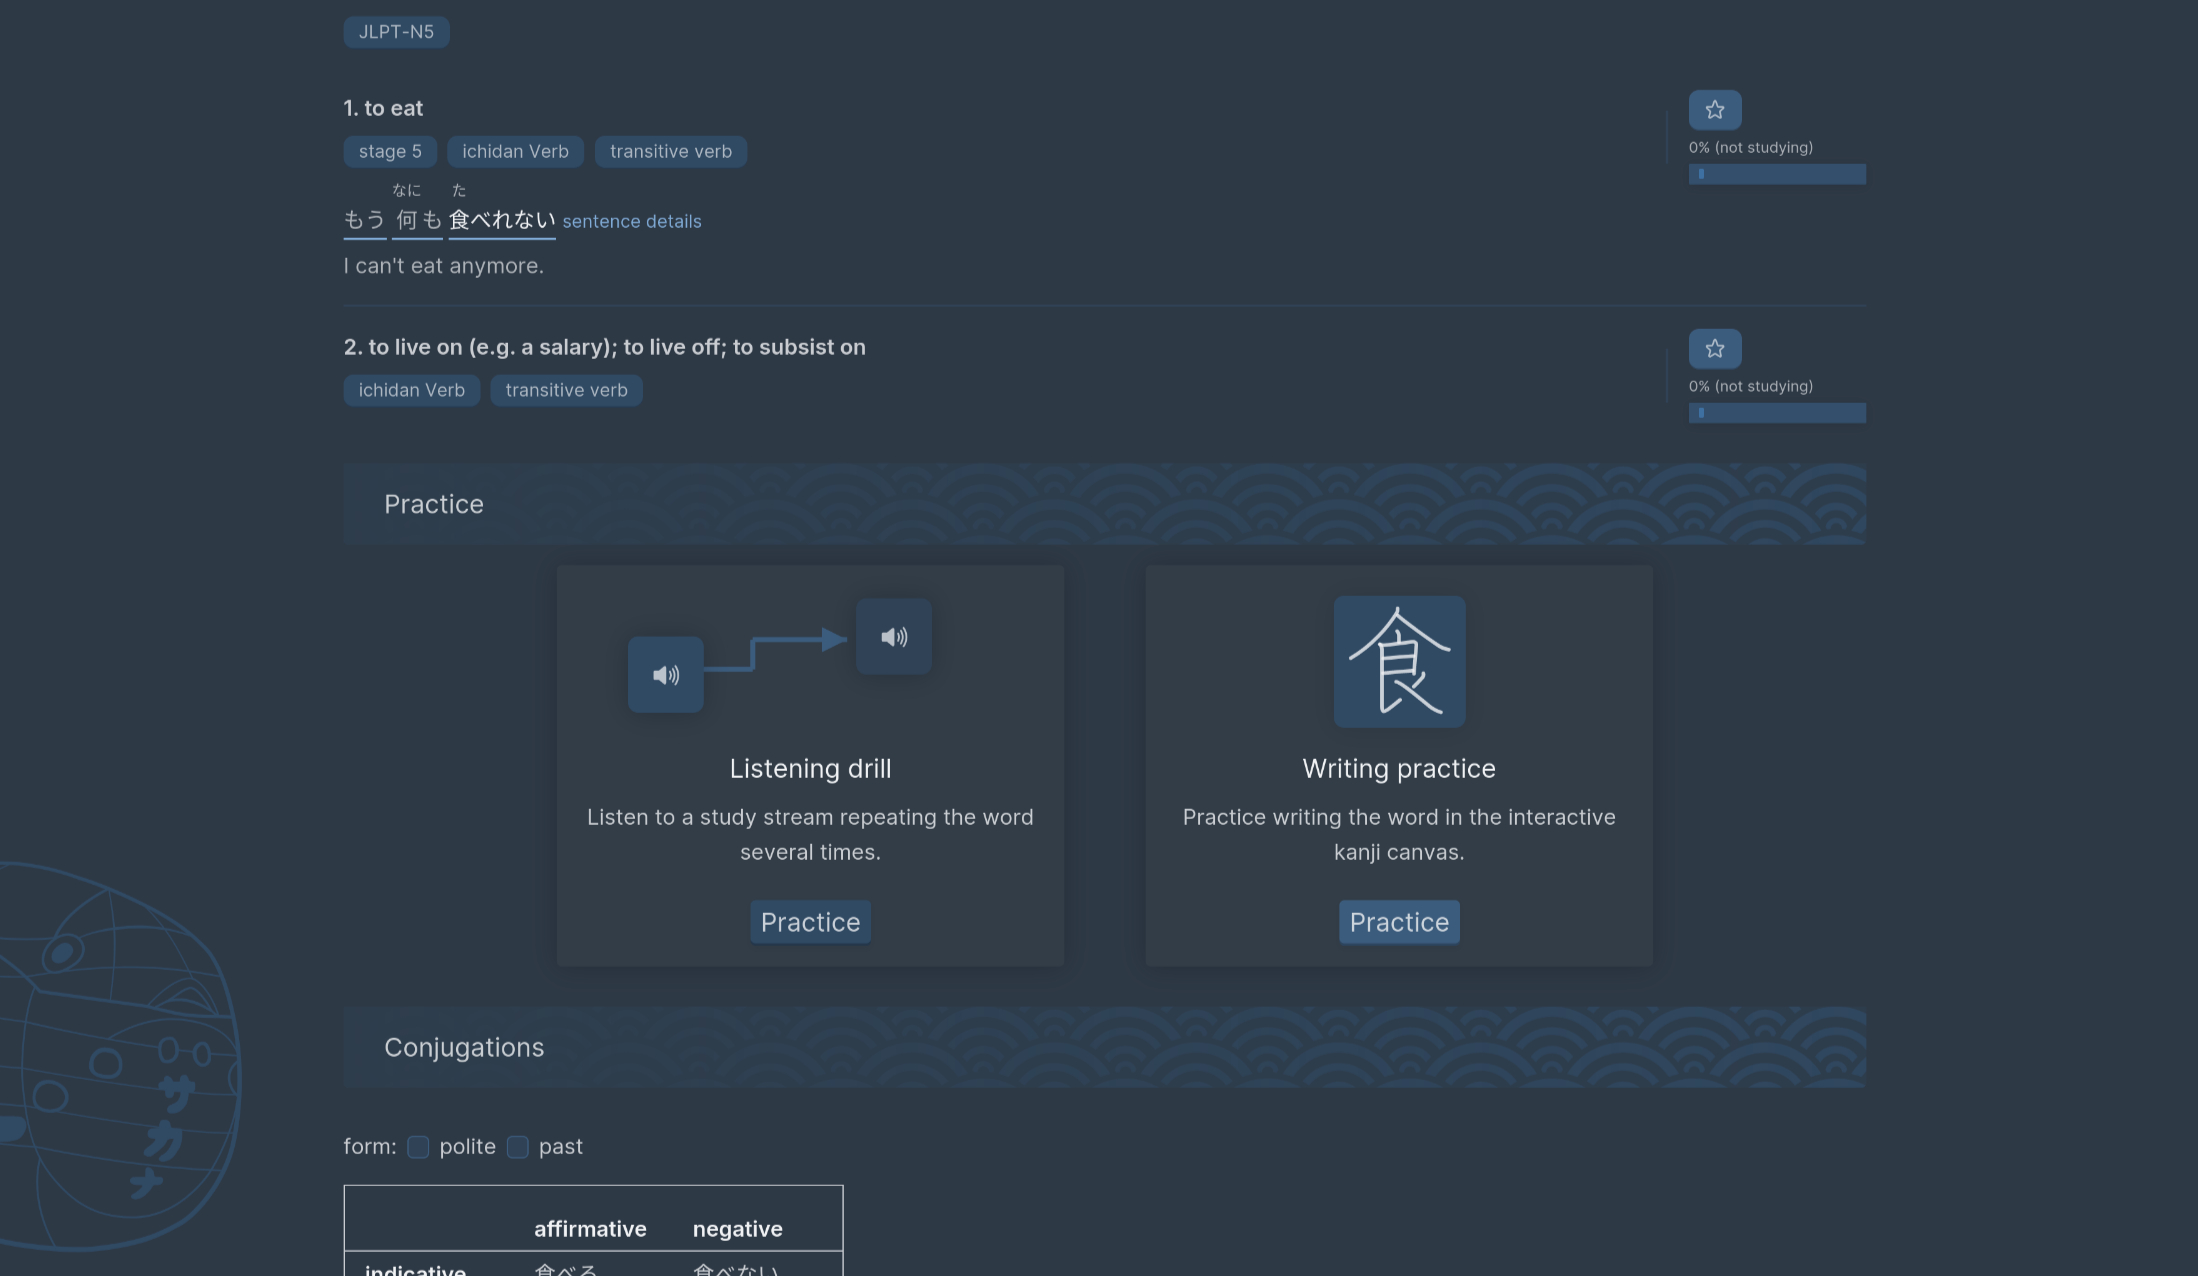 JLPT-N5
1. to eat
0% (not studying)
stage 5 ichidan Verb transitive verb
なに た
もう 何も 食べれない sentence details
I can't eat anymore.
2. to live on (e.g. a salary); to live off; to subsist on
0% (not studying)
ichidan Verb transitive verb
Practice
食
Listening drill
Listen to a study stream repeating the word
several times.
Practice
Writing practice
Practice writing the word in the interactive
kanji canvas.
Practice
サカナ
Conjugations
form: polite past
affirmative negative
indicative 食べる 食べない